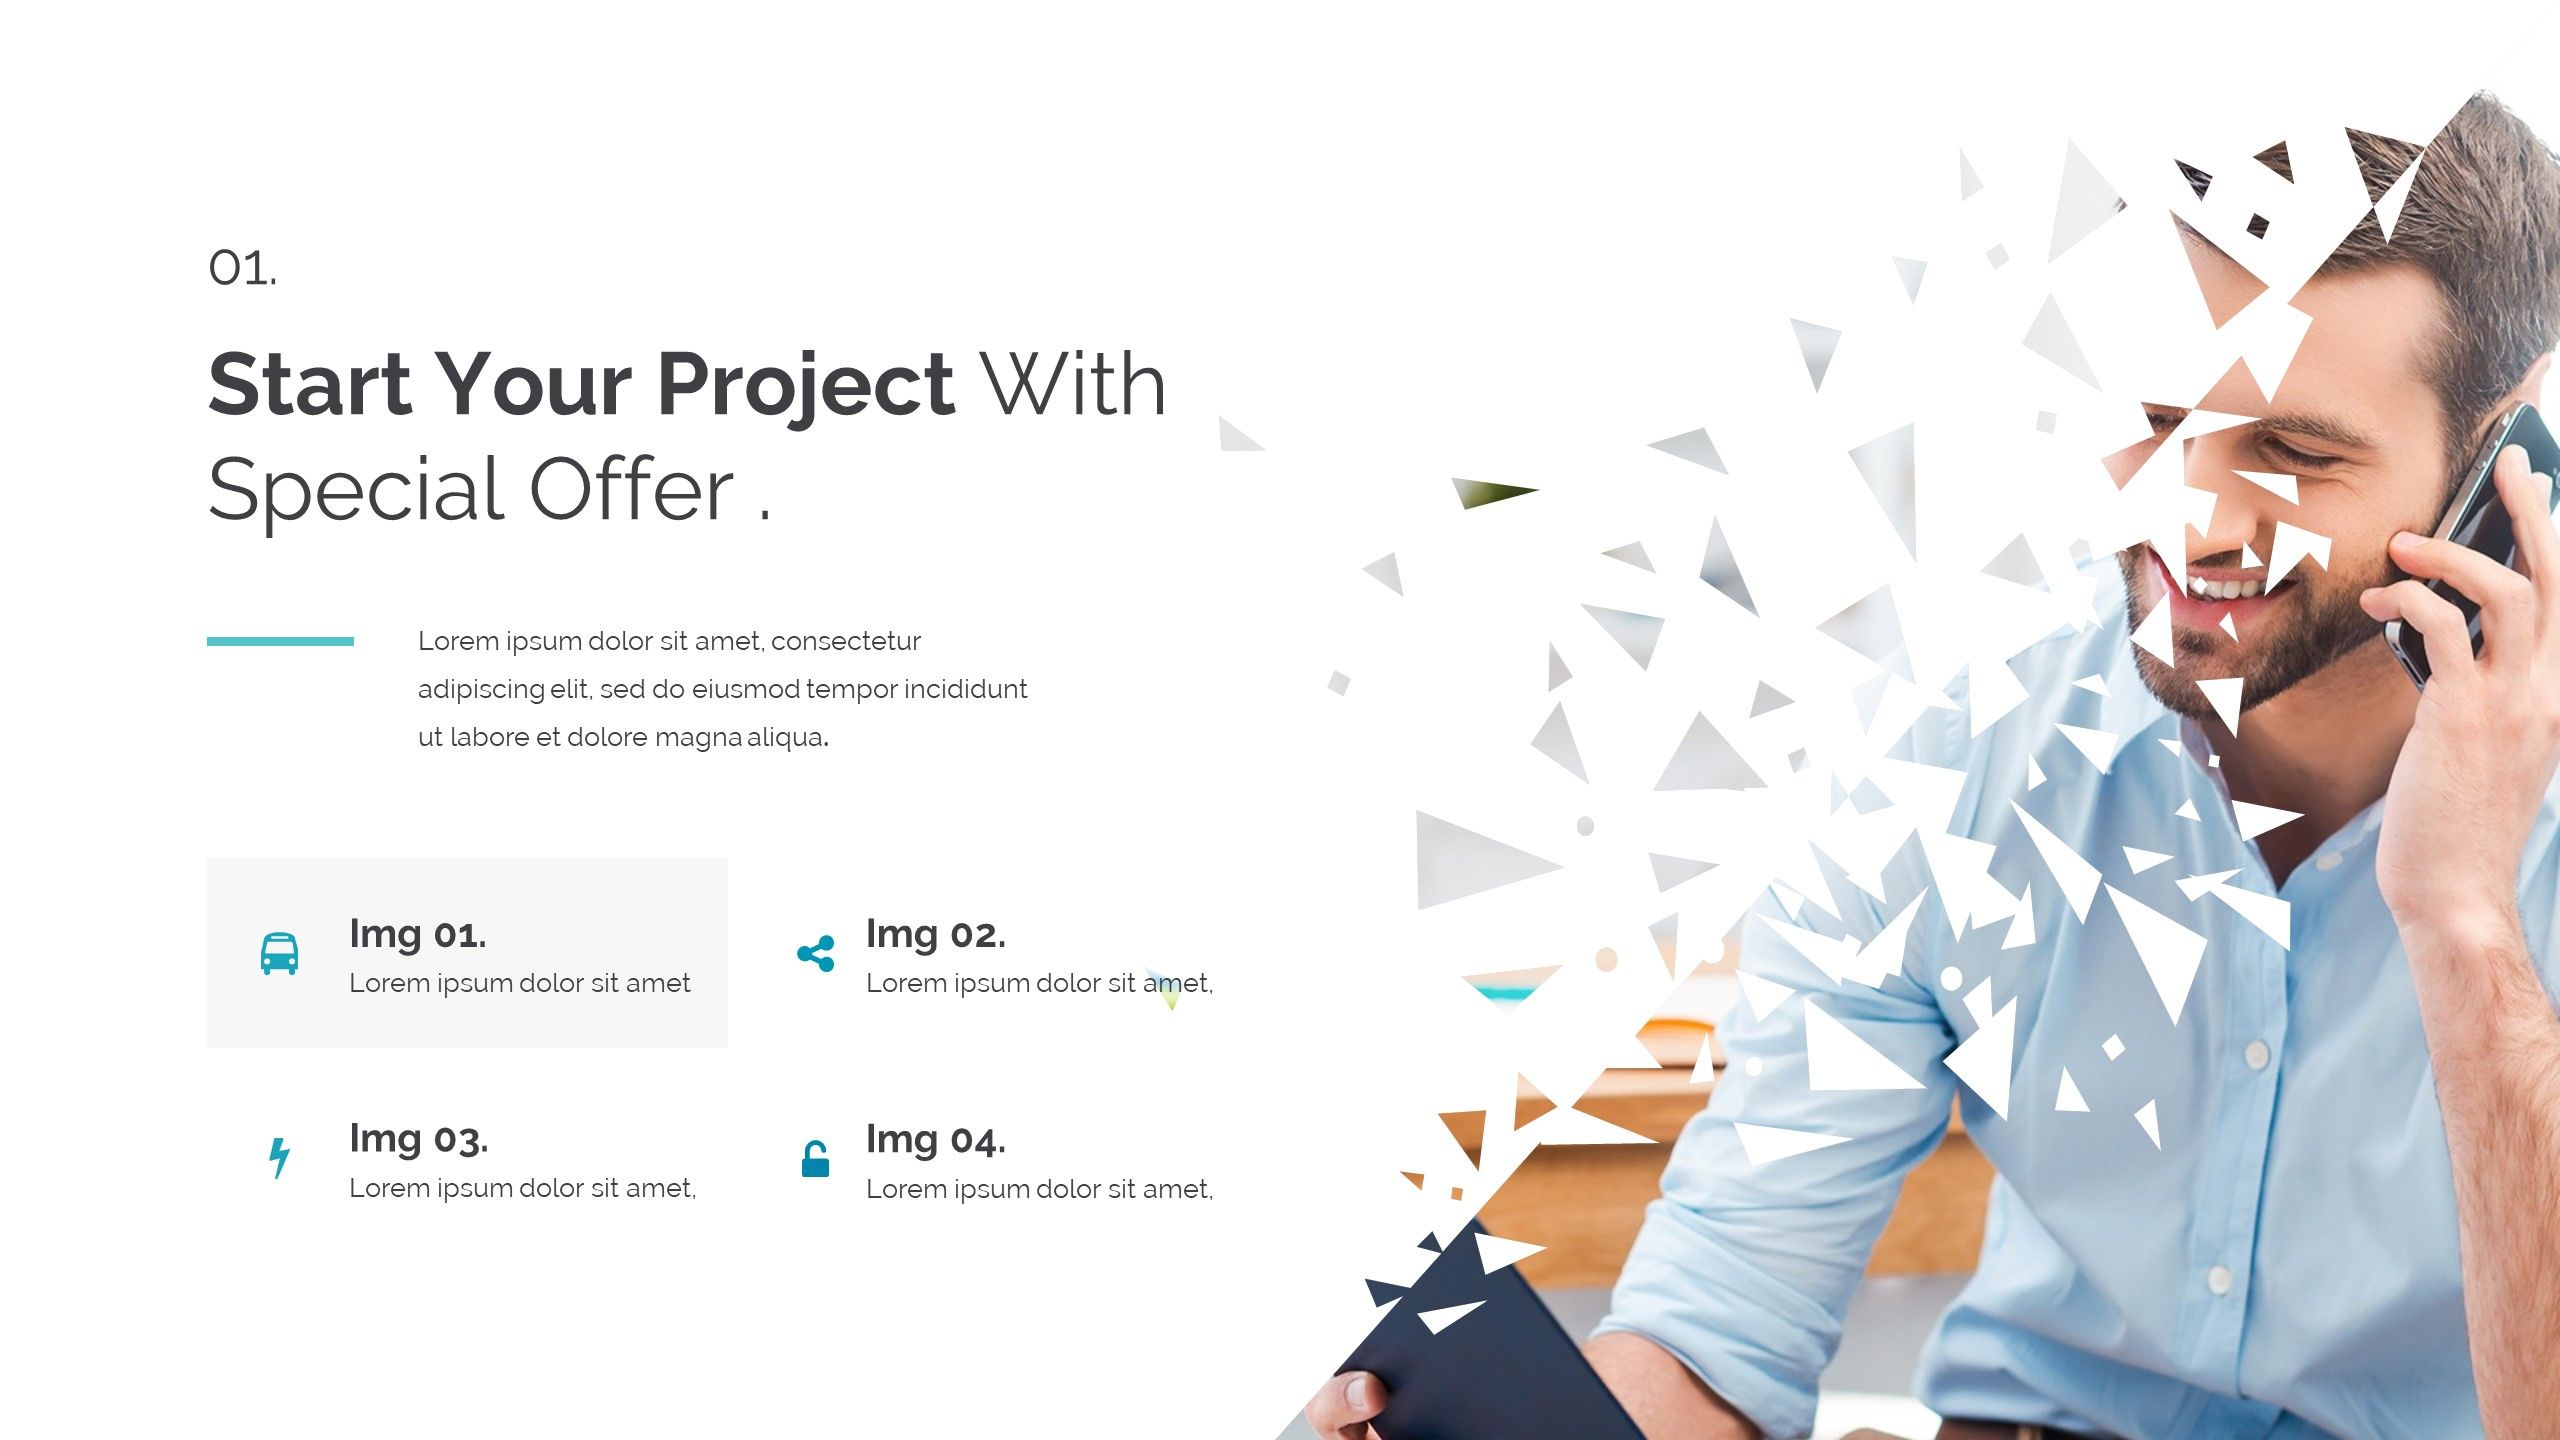 01.
Start Your Project With
Special Offer .
Lorem ipsum dolor sit amet, consectetur
adipiscing elit, sed do eiusmod tempor incididunt
ut labore et dolore magna aliqua.
Img 01.
Lorem ipsum dolor sit amet
Img 02.
Lorem ipsum dolor sit amet,
Img 03.
Lorem ipsum dolor sit amet,
Img 04.
Lorem ipsum dolor sit amet,